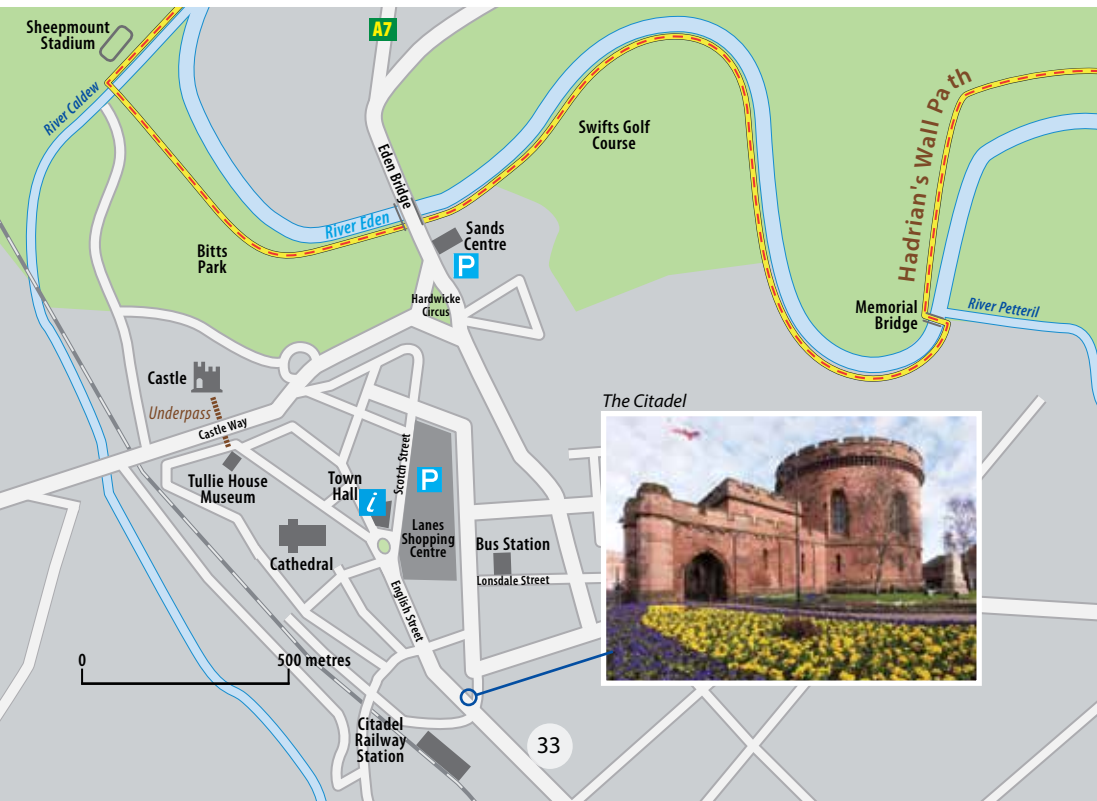 Sheepmount
Stadium
A7
River Caldew
Hadrian's Wall Path
Swifts Golf
Course
Eden Bridge
River Eden
Sands
Centre
P
Bitts
Park
Hardwicke
Circus
Memorial
Bridge
River Petteril
Castle
Underpass
Castle Way
The Citadel
Tullie House
Museum
Town
Hall
i
Scotch Street
P
Lanes
Shopping
Centre
Bus Station
Lonsdale Street
Cathedral
English Street
0
500 metres
Citadel
Railway
Station
33